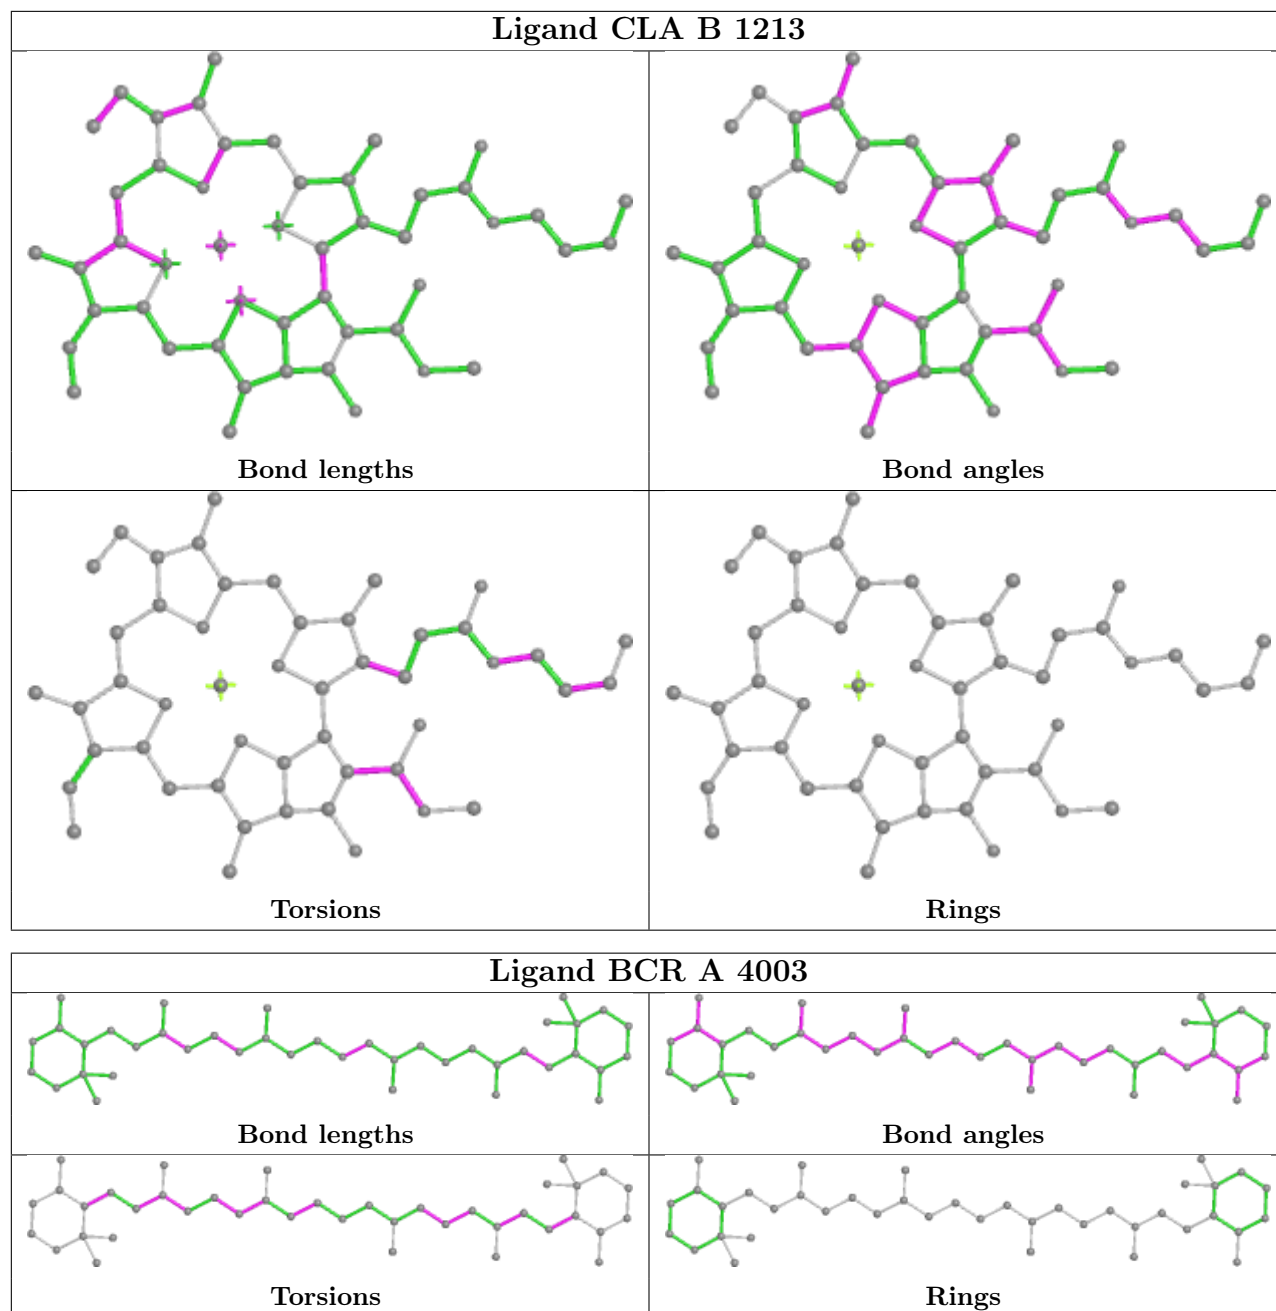 Ligand CLA B 1213
Bond lengths
Bond angles
Torsions
Rings
Ligand BCR A 4003
Bond lengths
Bond angles
Torsions
Rings